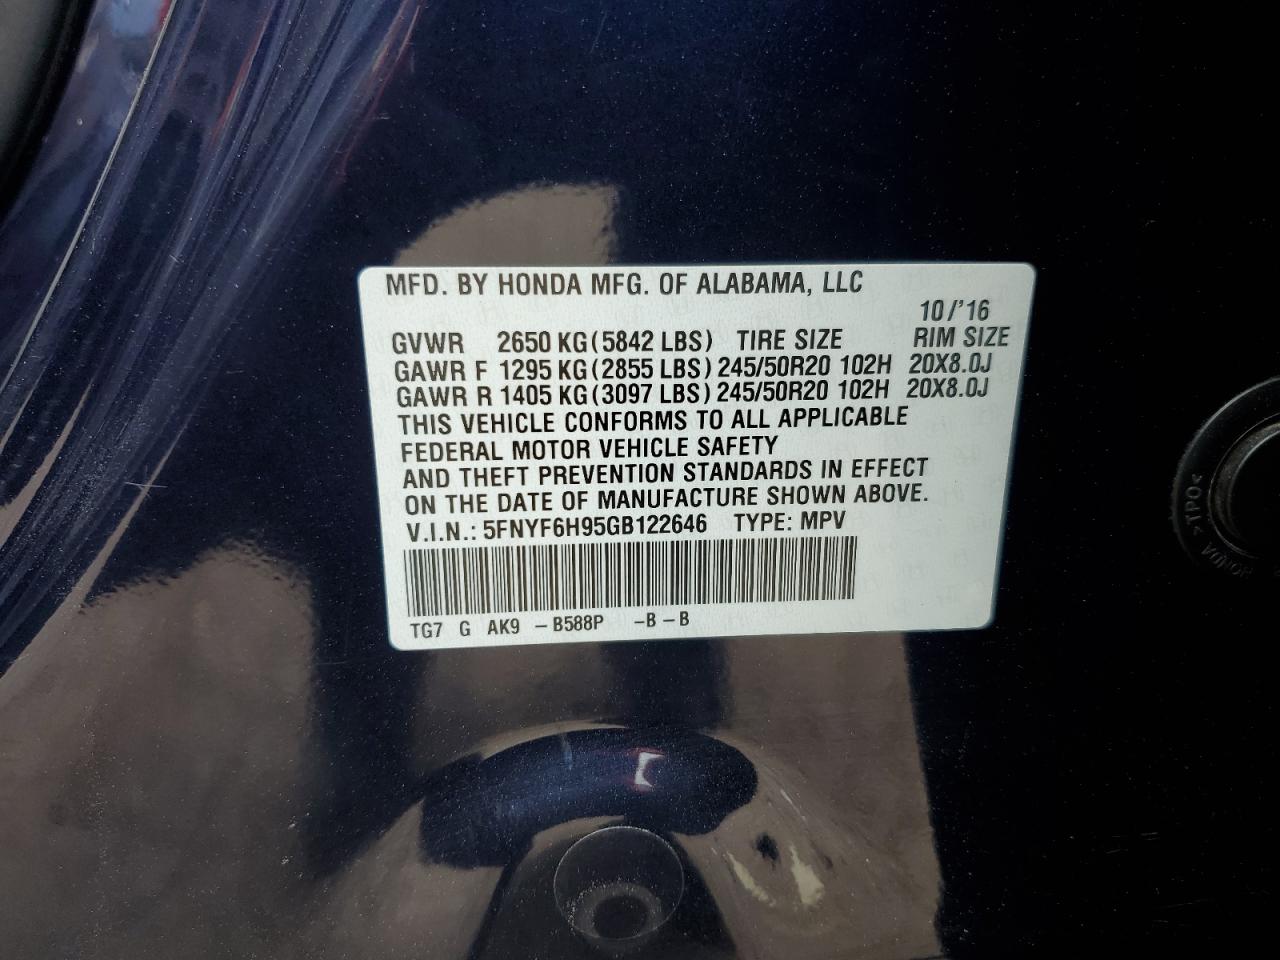 MFD. BY HONDA MFG. OF ALABAMA, LLC
10/'16
GVWR 2650 KG (5842 LBS) TIRE SIZE RIM SIZE
GAWR F 1295 KG (2855 LBS) 245/50R20 102H 20X8.0J
GAWR R 1405 KG (3097 LBS) 245/50R20 102H 20X8.0J
THIS VEHICLE CONFORMS TO ALL APPLICABLE
FEDERAL MOTOR VEHICLE SAFETY
AND THEFT PREVENTION STANDARDS IN EFFECT
ON THE DATE OF MANUFACTURE SHOWN ABOVE.
V.I.N.: 5FNYF6H95GB122646 TYPE: MPV
TG7 G AK9 - B588P - B - B
HONDA >TPO<